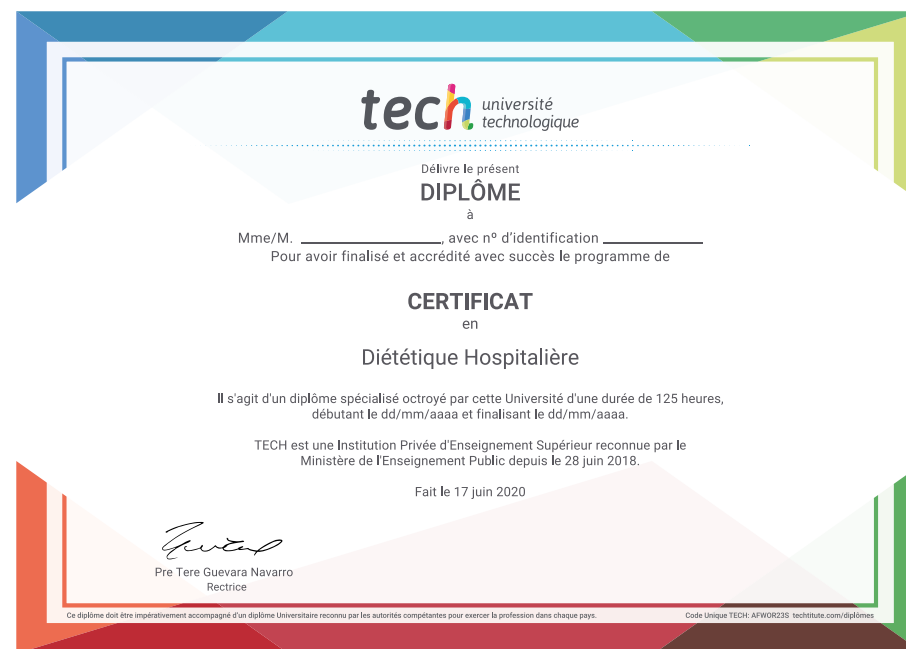 tech université
technologique
Délivre le présent
DIPLÔME
à
Mme/M. ____________________, avec nº d'identification ______________
Pour avoir finalisé et accrédité avec succès le programme de
CERTIFICAT
en
Diététique Hospitalière
Il s'agit d'un diplôme spécialisé octroyé par cette Université d'une durée de 125 heures,
débutant le dd/mm/aaaa et finalisant le dd/mm/aaaa.
TECH est une Institution Privée d'Enseignement Supérieur reconnue par le
Ministère de l'Enseignement Public depuis le 28 juin 2018.
Fait le 17 juin 2020
Pre Tere Guevara Navarro
Rectrice
Ce diplôme doit être impérativement accompagné d'un diplôme Universitaire reconnu par les autorités compétantes pour exercer la profession dans chaque pays.
Code Unique TECH: AFWOR23S techtitute.com/diplômes